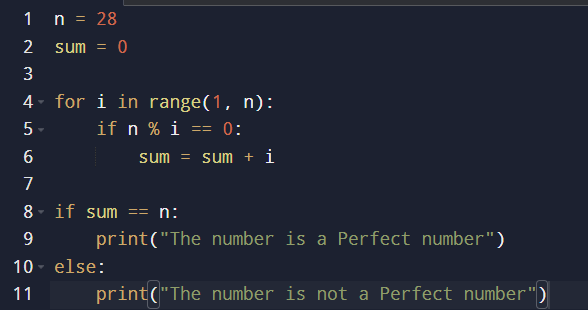 1 n = 28
2 sum = 0
3
4 for i in range(1, n):
5     if n % i == 0:
6         sum = sum + i
7
8 if sum == n:
9     print("The number is a Perfect number")
10 else:
11     print("The number is not a Perfect number")